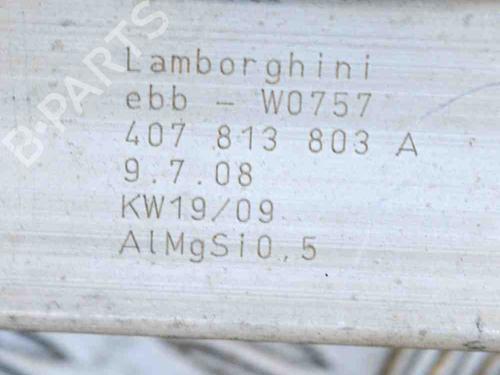 Lamborghini
ebb - W0757
407 813 803 A
9.7.08
KW19/09
AlMgSi0,5
B-PARTS